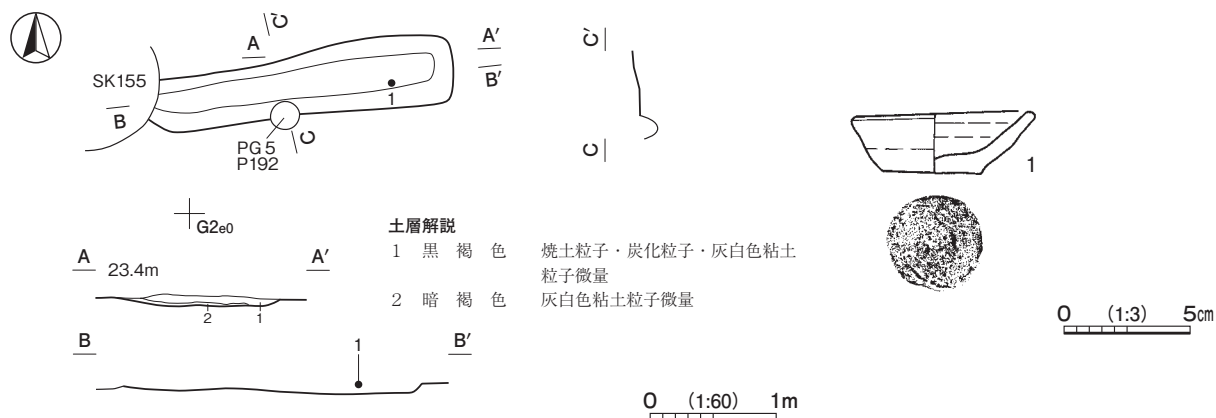 C′
A
A′
SK155
B′
B
1
C
PG 5
P192
C′
C
1
G2e0
土層解説
1 黒 褐 色 焼土粒子・炭化粒子・灰白色粘土
粒子微量
2 暗 褐 色 灰白色粘土粒子微量
A 23.4m A′
2 1
B 1 B′
0 (1:3) 5㎝
0 (1:60) 1m